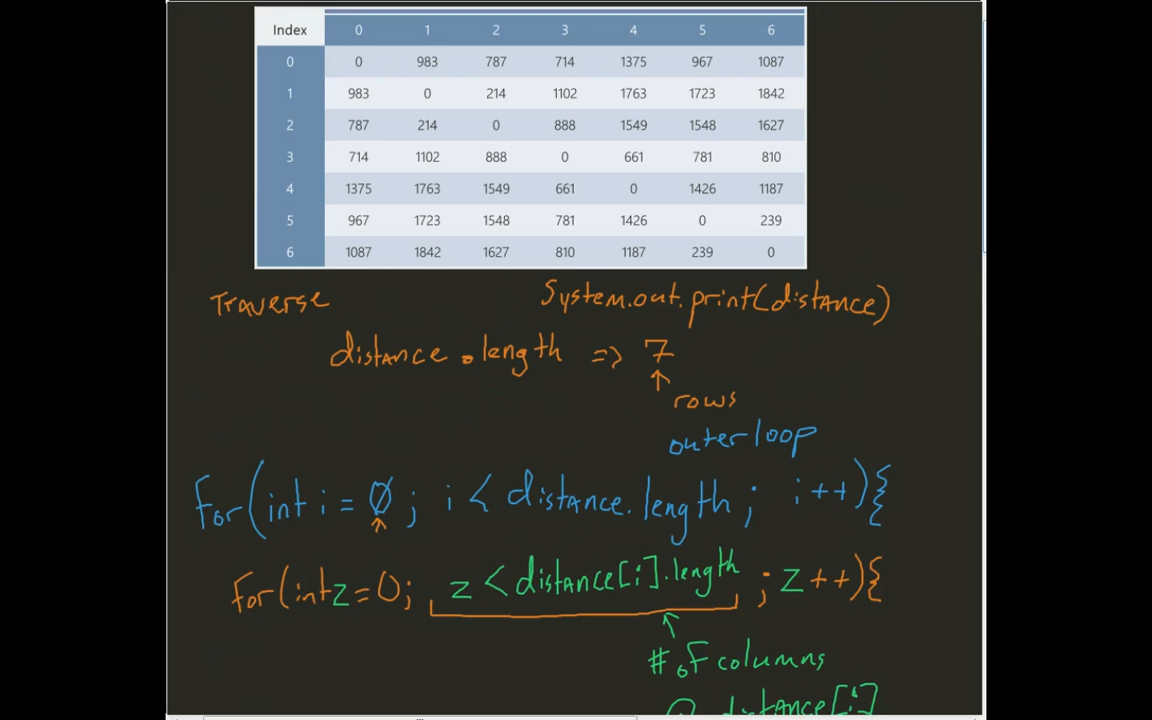 Index 0 1 2 3 4 5 6
0 0 983 787 714 1375 967 1087
1 983 0 214 1102 1763 1723 1842
2 787 214 0 888 1549 1548 1627
3 714 1102 888 0 661 781 810
4 1375 1763 1549 661 0 1426 1187
5 967 1723 1548 781 1426 0 239
6 1087 1842 1627 810 1187 239 0
Traverse System.out.print(distance)
distance.length => 7
rows
outer loop
For(int i = 0; i < distance.length; i++){
For(int z=0; z < distance[i].length ; z++){
# of columns
@ distance[i]